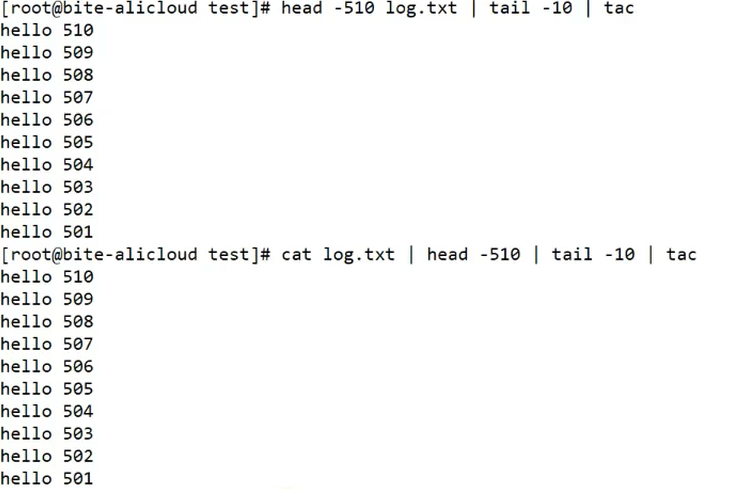 [root@bite-alicloud test]# head -510 log.txt | tail -10 | tac
hello 510
hello 509
hello 508
hello 507
hello 506
hello 505
hello 504
hello 503
hello 502
hello 501
[root@bite-alicloud test]# cat log.txt | head -510 | tail -10 | tac
hello 510
hello 509
hello 508
hello 507
hello 506
hello 505
hello 504
hello 503
hello 502
hello 501